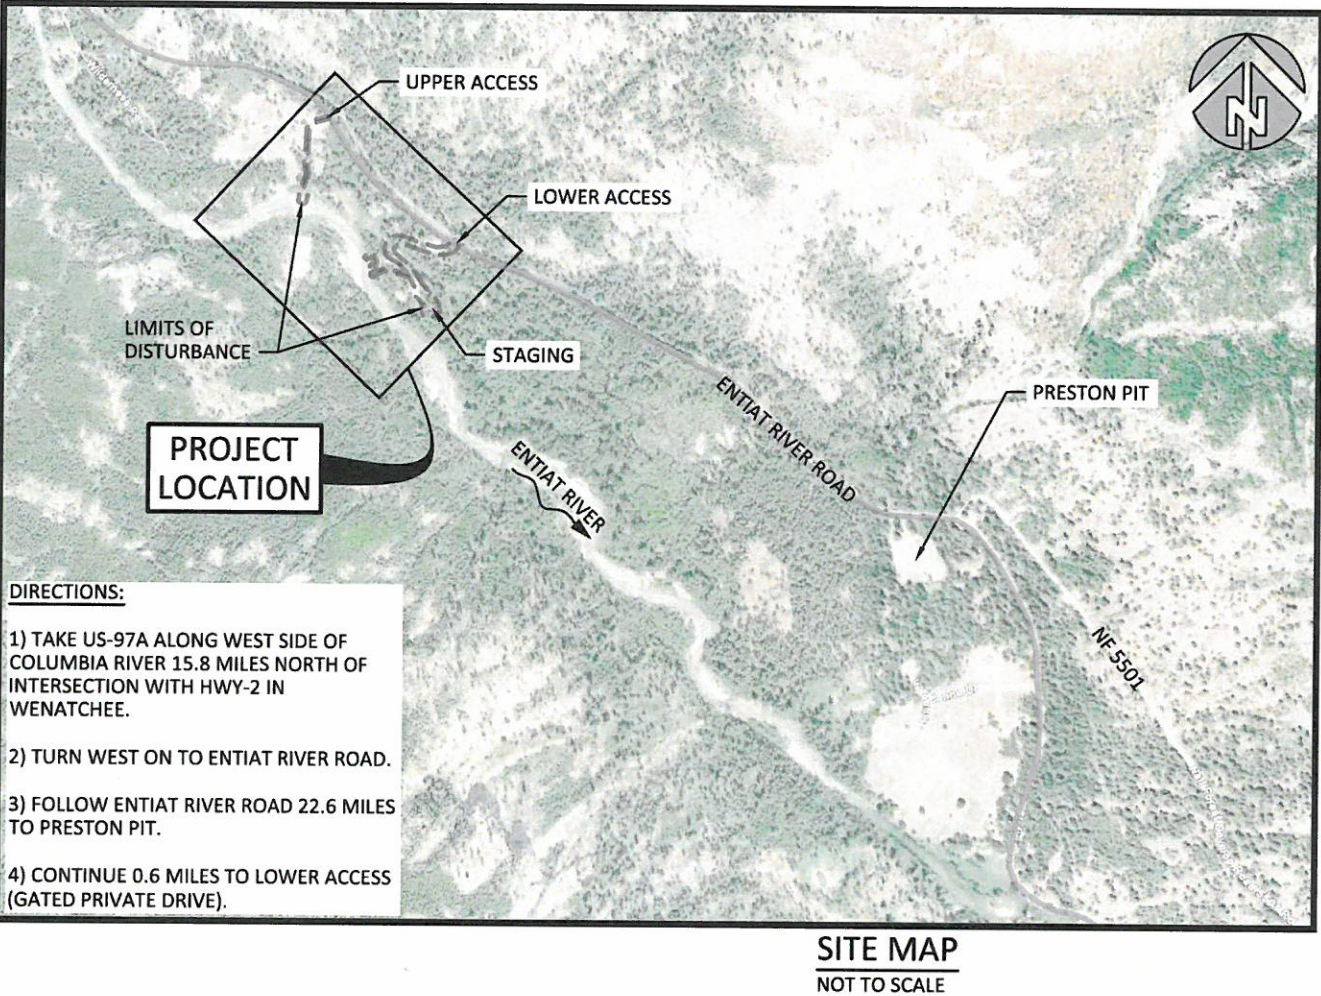 UPPER ACCESS
LOWER ACCESS
LIMITS OF
DISTURBANCE
STAGING
PROJECT
LOCATION
ENTIAT RIVER ROAD
PRESTON PIT
ENTIAT RIVER
NF 5501
N
DIRECTIONS:
1) TAKE US-97A ALONG WEST SIDE OF
COLUMBIA RIVER 15.8 MILES NORTH OF
INTERSECTION WITH HWY-2 IN
WENATCHEE.
2) TURN WEST ON TO ENTIAT RIVER ROAD.
3) FOLLOW ENTIAT RIVER ROAD 22.6 MILES
TO PRESTON PIT.
4) CONTINUE 0.6 MILES TO LOWER ACCESS
(GATED PRIVATE DRIVE).
SITE MAP
NOT TO SCALE